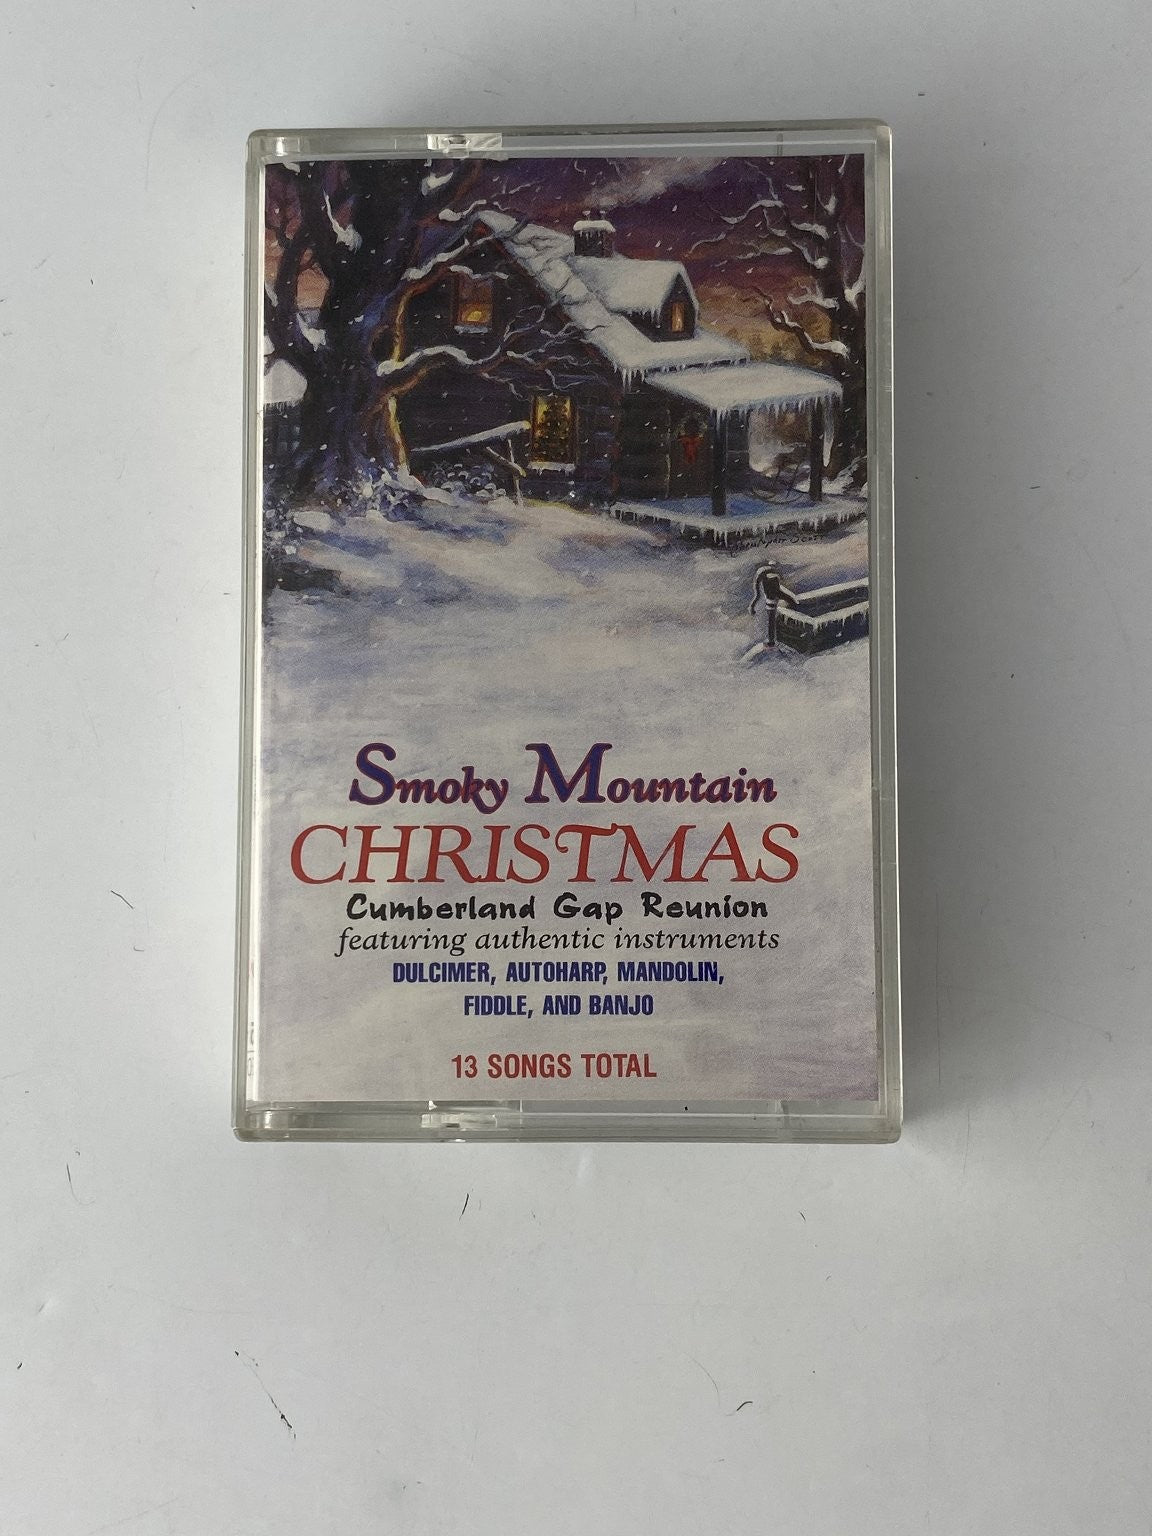 Smoky Mountain
CHRISTMAS
Cumberland Gap Reunion
featuring authentic instruments
DULCIMER, AUTOHARP, MANDOLIN,
FIDDLE, AND BANJO
13 SONGS TOTAL